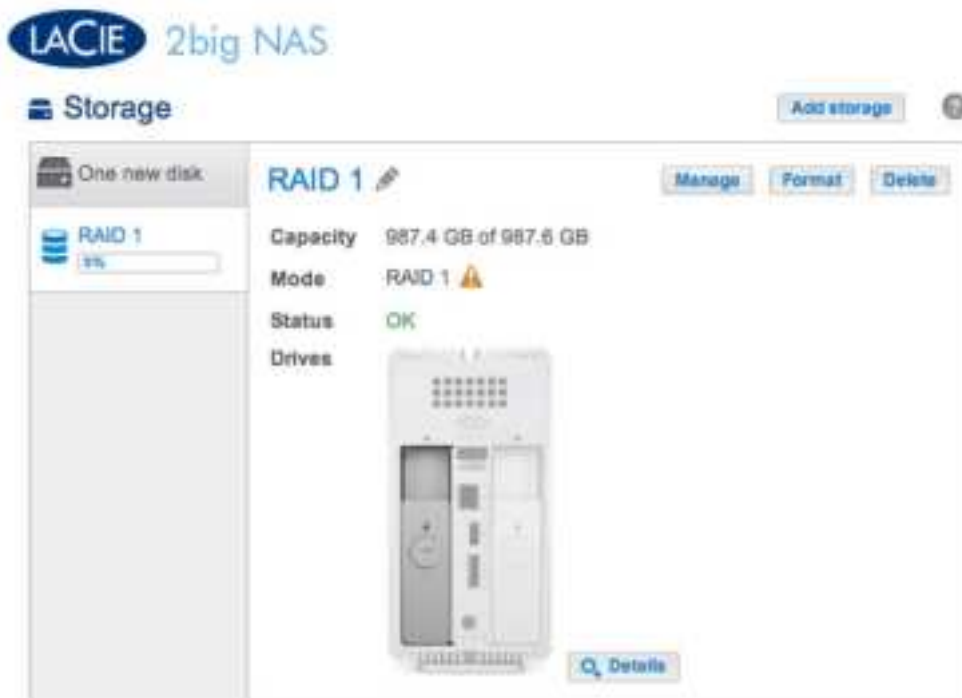 LACIE 2big NAS
Storage
Add storage
?
One new disk
RAID 1
Manage
Format
Delete
RAID 1
Capacity 987.4 GB of 987.6 GB
Mode RAID 1
Status OK
Drives
Details